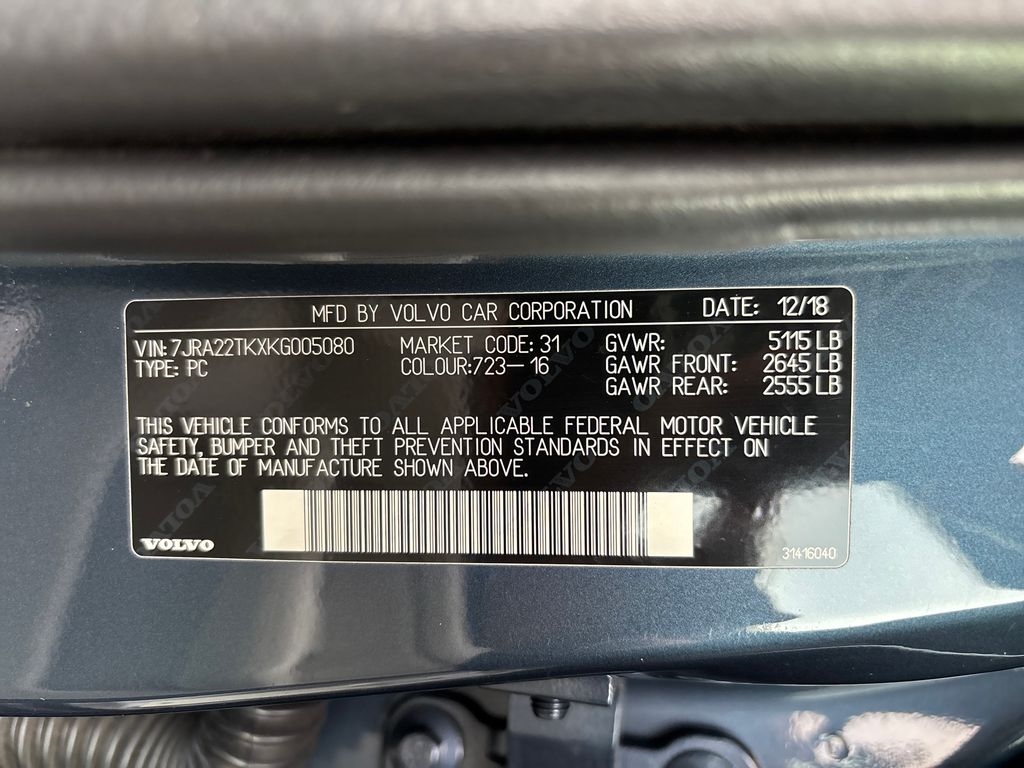 MFD BY VOLVO CAR CORPORATION DATE: 12/18
VIN:7JRA22TKXKG005080 MARKET CODE: 31 GVWR: 5115 LB
TYPE: PC COLOUR:723-16 GAWR FRONT: 2645 LB
GAWR REAR: 2555 LB
THIS VEHICLE CONFORMS TO ALL APPLICABLE FEDERAL MOTOR VEHICLE
SAFETY, BUMPER AND THEFT PREVENTION STANDARDS IN EFFECT ON
THE DATE OF MANUFACTURE SHOWN ABOVE.
VOLVO
31416040